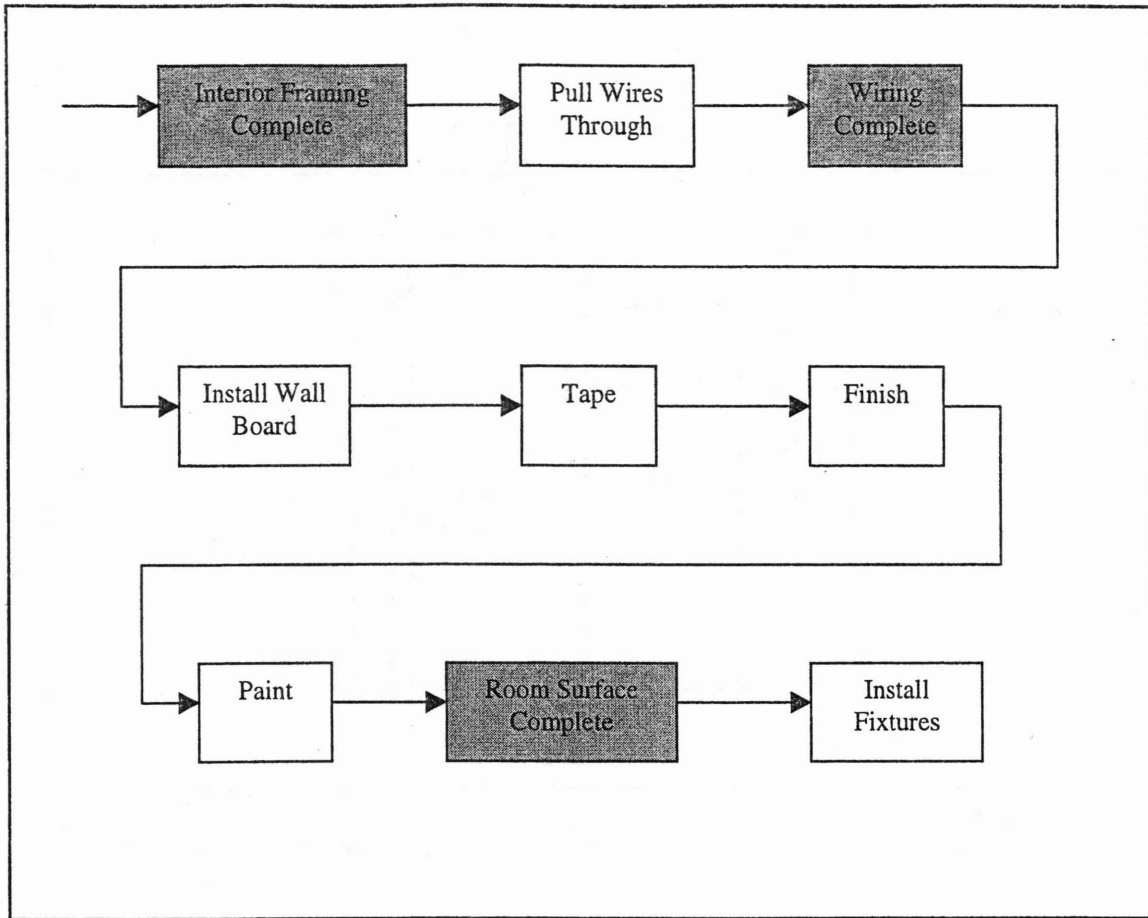 Interior Framing
Complete
Pull Wires
Through
Wiring
Complete
Install Wall
Board
Tape
Finish
Paint
Room Surface
Complete
Install
Fixtures